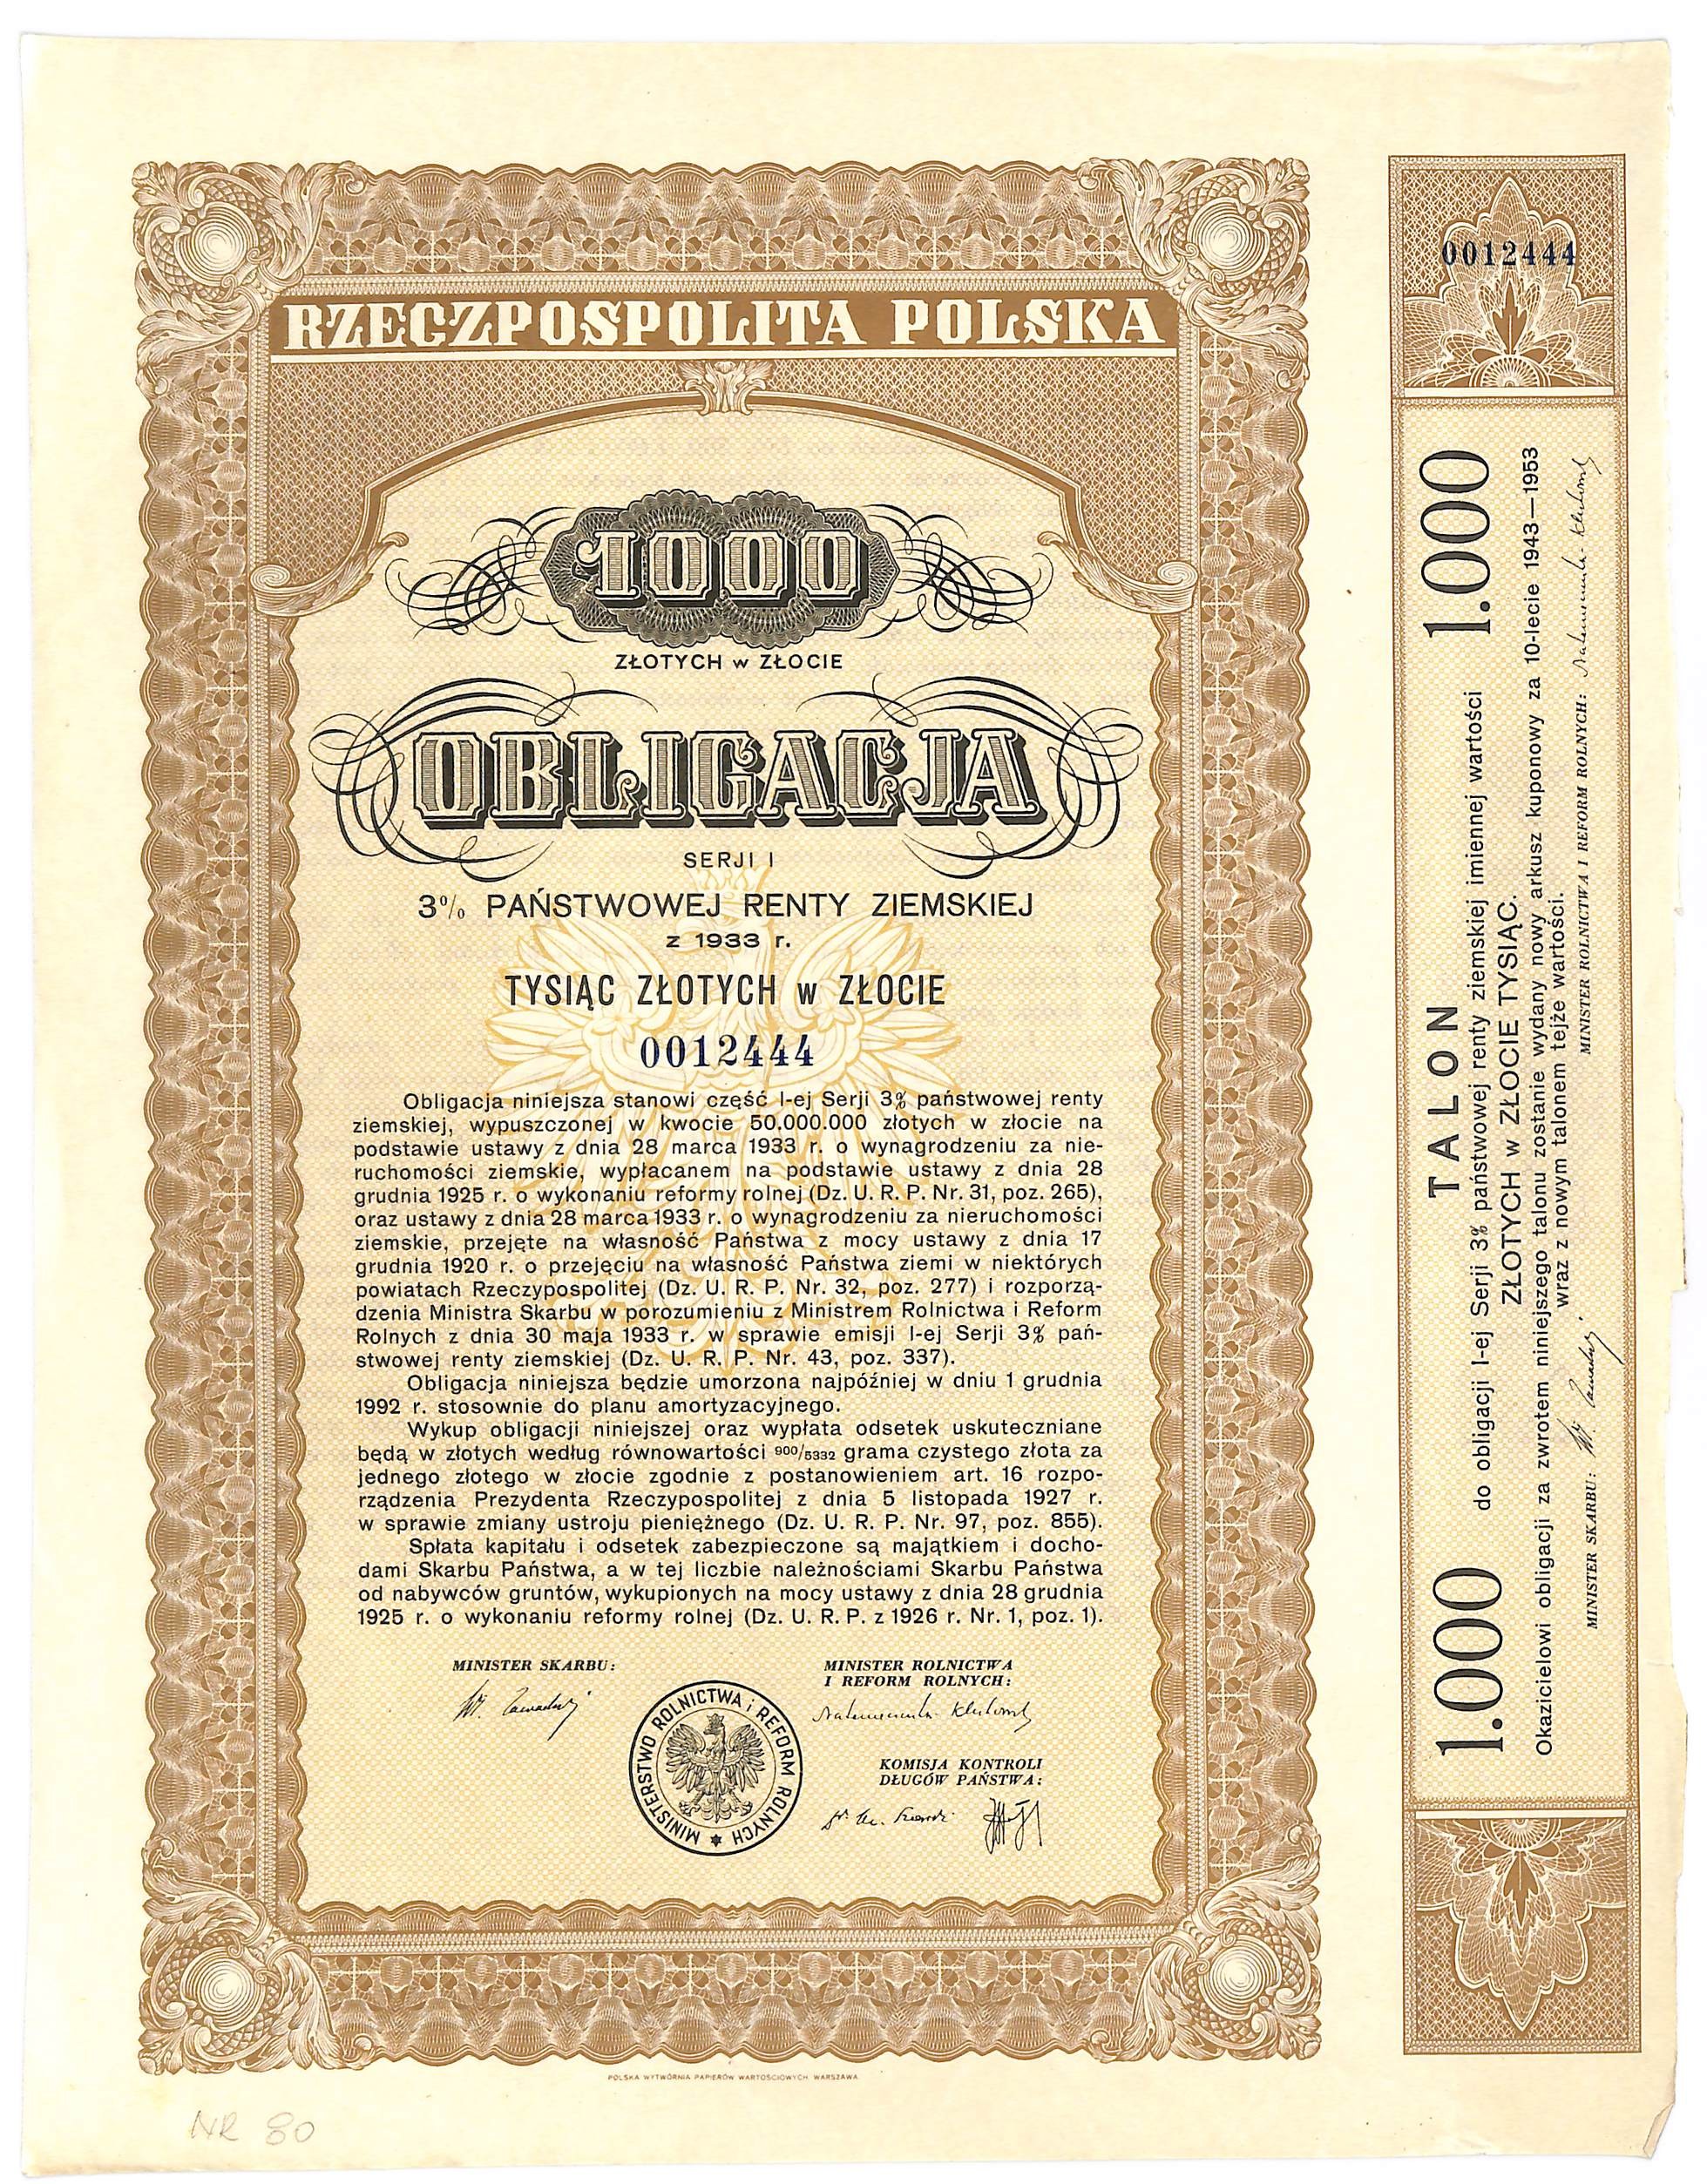 RZECZPOSPOLITA POLSKA
1000
ZŁOTYCH w ZŁOCIE
OBLIGACJA
SERJI I
3% PAŃSTWOWEJ RENTY ZIEMSKIEJ
z 1933 r.
TYSIĄC ZŁOTYCH w ZŁOCIE
0012444
Obligacja niniejsza stanowi część I-ej Serji 3% państwowej renty
ziemskiej, wypuszczonej w kwocie 50.000.000 złotych w złocie na
podstawie ustawy z dnia 28 marca 1933 r. o wynagrodzeniu za nie-
ruchomości ziemskie, wypłacanem na podstawie ustawy z dnia 28
grudnia 1925 r. o wykonaniu reformy rolnej (Dz. U. R. P. Nr. 31, poz. 265),
oraz ustawy z dnia 28 marca 1933 r. o wynagrodzeniu za nieruchomości
ziemskie, przejęte na własność Państwa z mocy ustawy z dnia 17
grudnia 1920 r. o przejęciu na własność Państwa ziemi w niektórych
powiatach Rzeczypospolitej (Dz. U. R. P. Nr. 32, poz. 277) i rozporzą-
dzenia Ministra Skarbu w porozumieniu z Ministrem Rolnictwa i Reform
Rolnych z dnia 30 maja 1933 r. w sprawie emisji I-ej Serji 3% pań-
stwowej renty ziemskiej (Dz. U. R. P. Nr. 43, poz. 337).
Obligacja niniejsza będzie umorzona najpóźniej w dniu 1 grudnia
1992 r. stosownie do planu amortyzacyjnego.
Wykup obligacji niniejszej oraz wypłata odsetek uskuteczniane
będą w złotych według równowartości 900/5332 grama czystego złota za
jednego złotego w złocie zgodnie z postanowieniem art. 16 rozpo-
rządzenia Prezydenta Rzeczypospolitej z dnia 5 listopada 1927 r.
w sprawie zmiany ustroju pieniężnego (Dz. U. R. P. Nr. 97, poz. 855).
Spłata kapitału i odsetek zabezpieczone są majątkiem i docho-
dami Skarbu Państwa, a w tej liczbie należnościami Skarbu Państwa
od nabywców gruntów, wykupionych na mocy ustawy z dnia 28 grudnia
1925 r. o wykonaniu reformy rolnej (Dz. U. R. P. z 1926 r. Nr. 1, poz. 1).
MINISTER SKARBU:
MINISTER ROLNICTWA
I REFORM ROLNYCH:
MINISTERSTWO ROLNICTWA i REFORM ROLNYCH
KOMISJA KONTROLI
DŁUGÓW PAŃSTWA:
POLSKA WYTWÓRNIA PAPIERÓW WARTOŚCIOWYCH WARSZAWA
NR 80
0012444
TALON
1.000 do obligacji I-ej Serji 3% państwowej renty ziemskiej imiennej wartości 1.000
ZŁOTYCH w ZŁOCIE TYSIĄC.
Okazicielowi obligacji za zwrotem niniejszego talonu zostanie wydany nowy arkusz kuponowy za 10-lecie 1943—1953
wraz z nowym talonem tejże wartości.
MINISTER SKARBU: MINISTER ROLNICTWA I REFORM ROLNYCH: